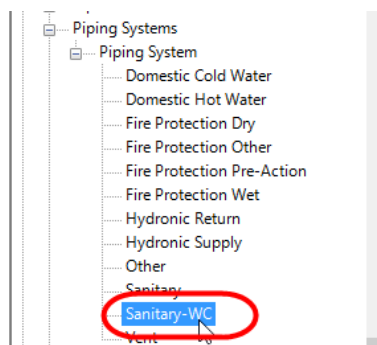 Piping Systems
Piping System
Domestic Cold Water
Domestic Hot Water
Fire Protection Dry
Fire Protection Other
Fire Protection Pre-Action
Fire Protection Wet
Hydronic Return
Hydronic Supply
Other
Sanitary
Sanitary-WC
Vent